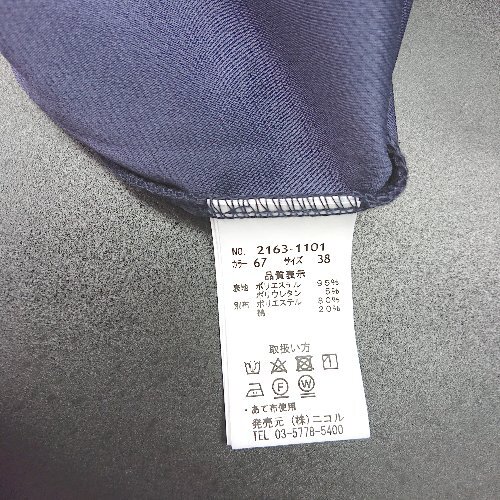 NO. 2163-1101
カラー 67 サイズ 38
品質表示
表地 ポリエステル 95%
ポリウレタン 5%
別布 ポリエステル 80%
綿 20%
取扱い方
・あて布使用
発売元 (株)ニコル
TEL 03-5778-5400